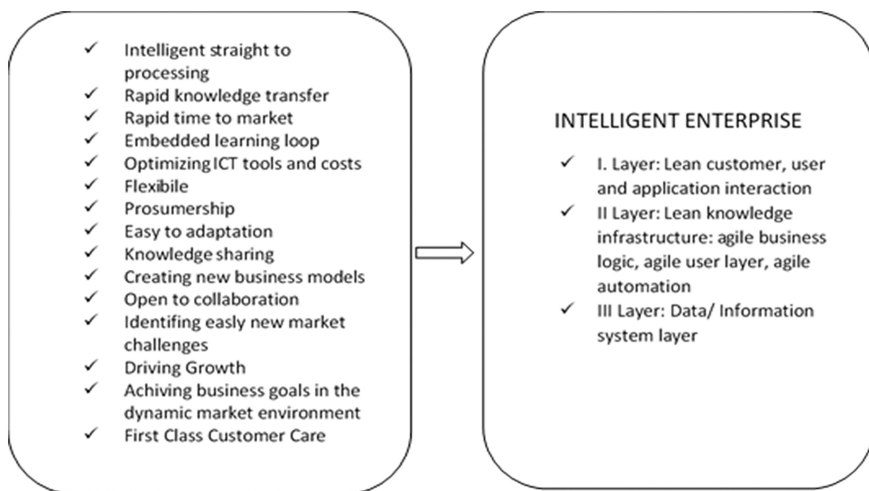 ✓ Intelligent straight to
processing
✓ Rapid knowledge transfer
✓ Rapid time to market
✓ Embedded learning loop
✓ Optimizing ICT tools and costs
✓ Flexibile
✓ Prosumership
✓ Easy to adaptation
✓ Knowledge sharing
✓ Creating new business models
✓ Open to collaboration
✓ Identifing easly new market
challenges
✓ Driving Growth
✓ Achiving business goals in the
dynamic market environment
✓ First Class Customer Care
INTELLIGENT ENTERPRISE
✓ I. Layer: Lean customer, user
and application interaction
✓ II Layer: Lean knowledge
infrastructure: agile business
logic, agile user layer, agile
automation
✓ III Layer: Data/ Information
system layer